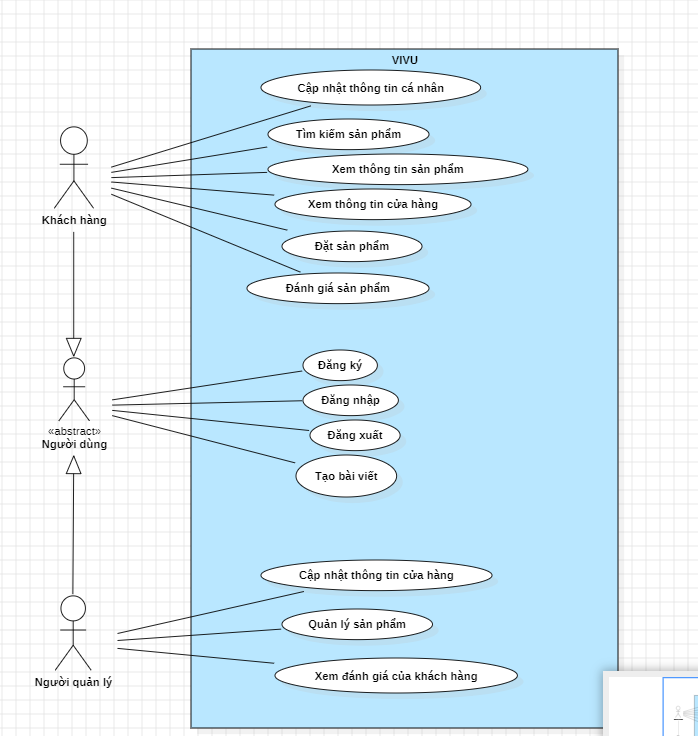 VIVU
Cập nhật thông tin cá nhân
Tìm kiếm sản phẩm
Xem thông tin sản phẩm
Xem thông tin cửa hàng
Đặt sản phẩm
Đánh giá sản phẩm
Khách hàng
Đăng ký
Đăng nhập
Đăng xuất
Tạo bài viết
«abstract»
Người dùng
Cập nhật thông tin cửa hàng
Quản lý sản phẩm
Xem đánh giá của khách hàng
Người quản lý